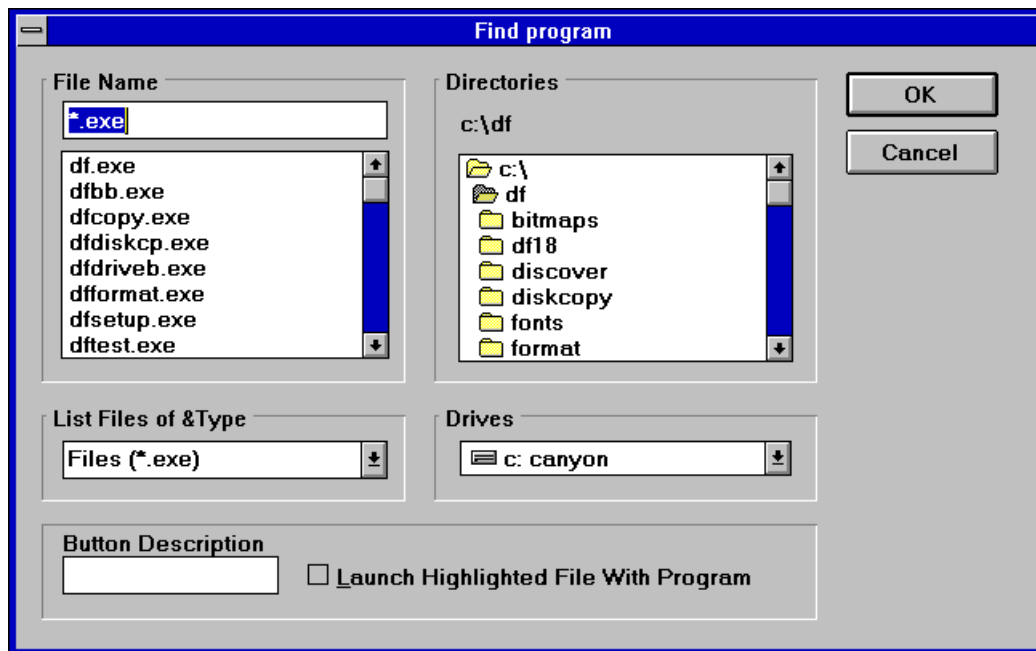 Find program
File Name
*.exe
df.exe
dfbb.exe
dfcopy.exe
dfdiskcp.exe
dfdriveb.exe
dfformat.exe
dfsetup.exe
dftest.exe
Directories
c:\df
c:\
df
bitmaps
df18
discover
diskcopy
fonts
format
OK
Cancel
List Files of &Type
Files (*.exe)
Drives
c: canyon
Button Description
Launch Highlighted File With Program